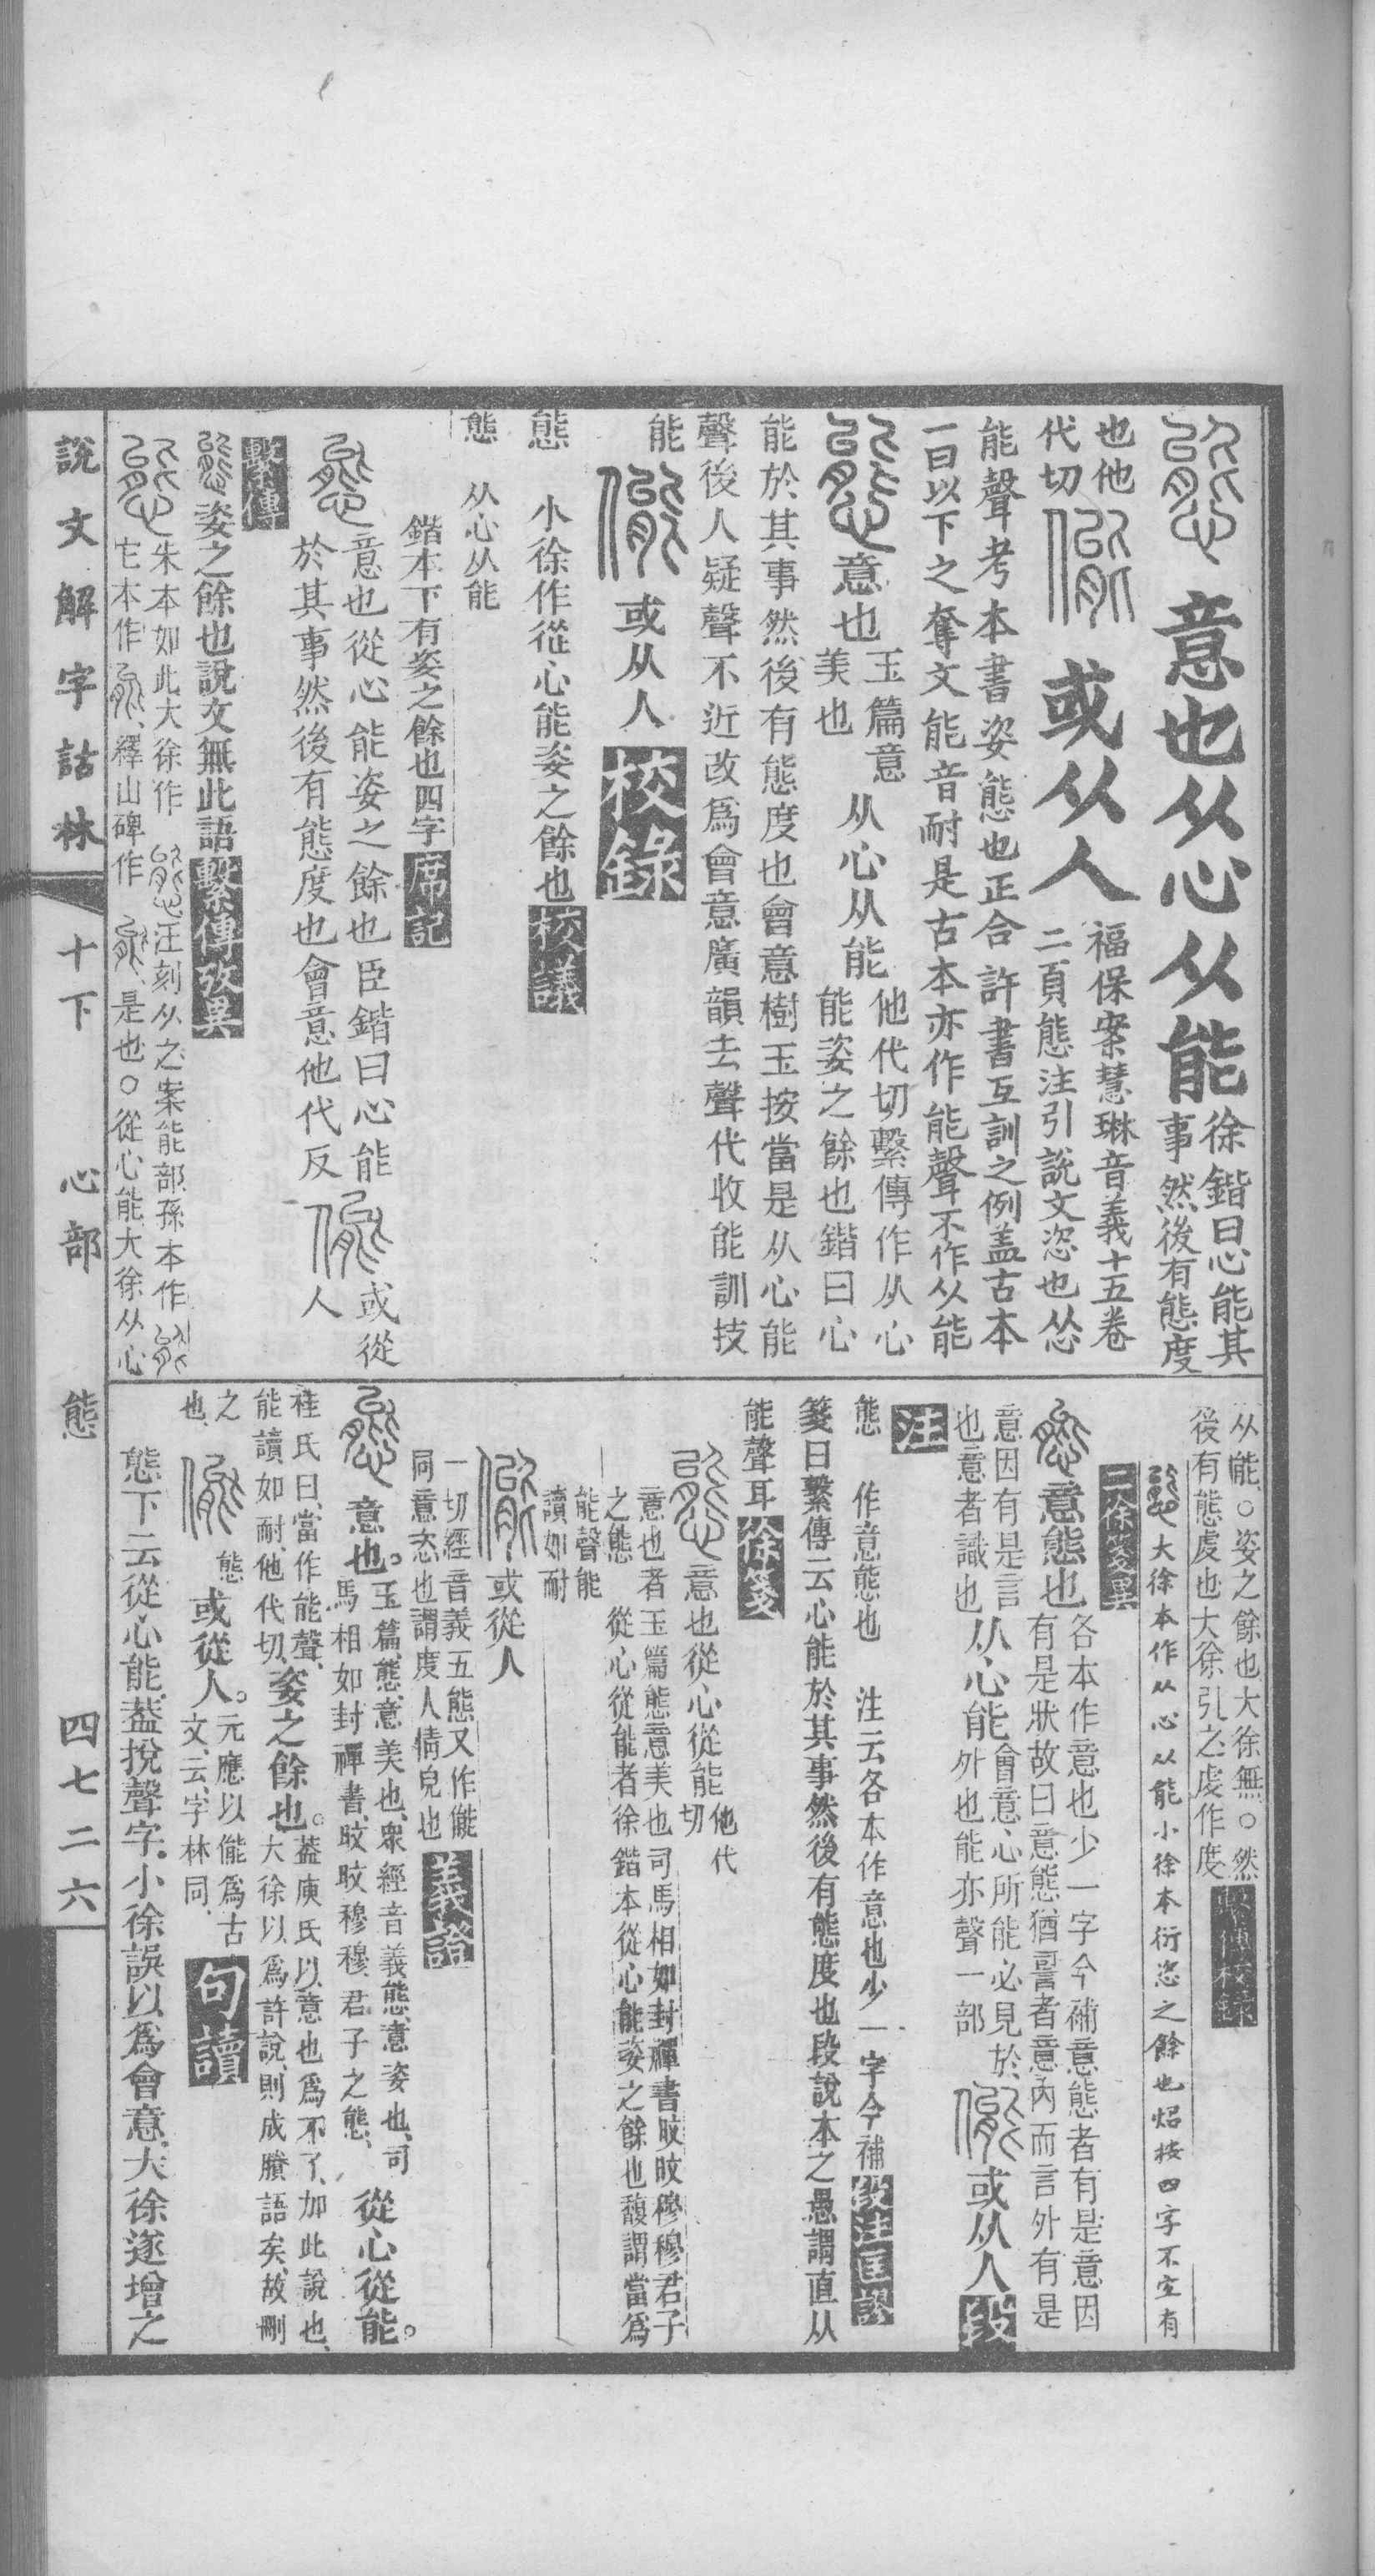 態 意也从心从能 徐鍇曰心能其
事然後有態度
也他
代切 儱 或从人 福保案慧琳音義十五卷
二頁態注引說文恣也从心
能聲考本書姿態也正合許書互訓之例蓋古本
一曰以下之奪文能音耐是古本亦作能聲不作从能
意也 玉篇意
美也 从心从能 他代切繫傳作从心
能姿之餘也鍇曰心
能於其事然後有態度也會意樹玉按當是从心能
聲後人疑聲不近改爲會意廣韻去聲代收能訓技
能 或从人 校錄
態 小徐作從心能姿之餘也 校議
態 从心从能
鍇本下有姿之餘也四字 席記
意也從心能姿之餘也臣鍇曰心能
於其事然後有態度也會意他代反 或從
人
繫傳
態姿之餘也說文無此語 繫傳攷異
朱本如此大徐作 汪刻从之案能部孫本作
它本作 繹山碑作 是也○從心能大徐从心
从能○姿之餘也大徐無○然
後有態虔也大徐引之虔作度 繫傳校錄
大徐本作从心从能小徐本衍恣之餘也炤按四字不宜有
二徐箋異
意態也 各本作意也少一字今補意態者有是意因
有是狀故曰意態猶䛐者意內而言外有是
意因有是言
也意者識也 从心能 會意心所能必見於
外也能亦聲一部 或从人 段
注
態 作意態也 注云各本作意也少一字今補 段注匡謬
箋曰繫傳云心能於其事然後有態度也段說本之愚謂直从
能聲耳 徐箋
意也從心從能 他代
切
意也者玉篇態意美也司馬相如封禪書旼旼穆穆君子
之態 從心從能者徐鍇本從心能姿之餘也馥謂當爲
能聲能
讀如耐
或從人
一切經音義五態又作儱
同意恣也謂度人情皃也 義證
意也。玉篇、態、意美也、衆經音義、態、意姿也、司
馬相如封禪書、旼旼穆穆、君子之態、 從心從能。
桂氏曰、當作能聲、
能讀如耐、他代切、 姿之餘也。 葢庾氏以意也爲不了、加此說也、
大徐以爲許說、則成賸語矣、故刪
之
也、 態 或從人。 元應以儱爲古
文、云、字林同、 句讀
態下云從心能、葢挩聲字、小徐誤以爲會意、大徐遂增之
說文解字詁林 十下 心部 態 四七二六